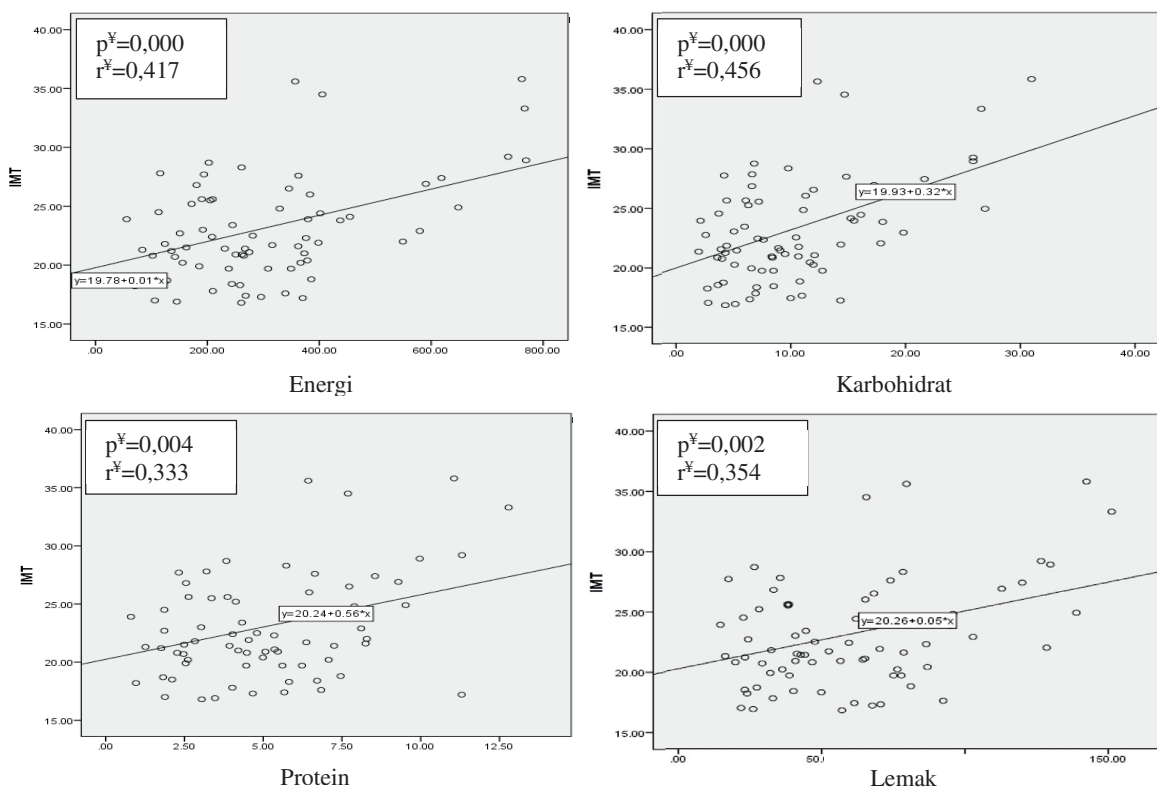 p¥=0,000
r¥=0,417
40.00
35.00
30.00
25.00
20.00
15.00
IMT
y=19.78+0.01*x
.00 200.00 400.00 600.00 800.00
Energi
p¥=0,000
r¥=0,456
40.00
35.00
30.00
25.00
20.00
15.00
IMT
y=19.93+0.32*x
.00 10.00 20.00 30.00 40.00
Karbohidrat
p¥=0,004
r¥=0,333
40.00
35.00
30.00
25.00
20.00
15.00
IMT
y=20.24+0.56*x
.00 2.50 5.00 7.50 10.00 12.50
Protein
p¥=0,002
r¥=0,354
40.00
35.00
30.00
25.00
20.00
15.00
IMT
y=20.26+0.05*x
.00 150.00
Lemak